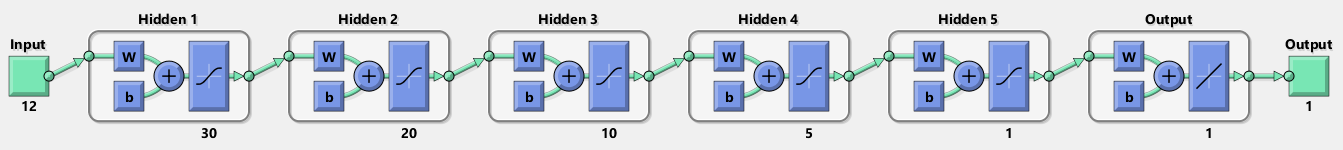 Hidden 1 Hidden 2 Hidden 3 Hidden 4 Hidden 5 Output
Input Output
W + W + W + W + W + W +
b b b b b b
12 1
30 20 10 5 1 1